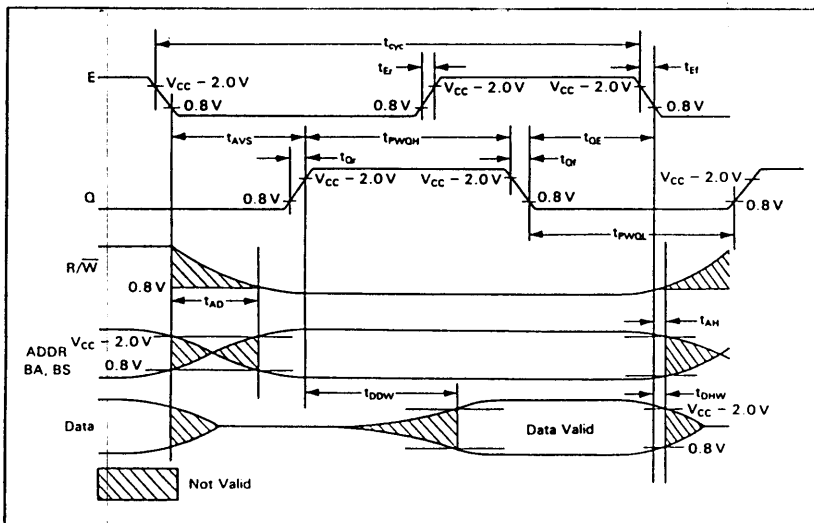 tcyc
tEr
tEf
E
VCC − 2.0 V
0.8 V
0.8 V
VCC − 2.0 V
VCC − 2.0 V
0.8 V
tAVS
tPWQH
tQE
tQr
tQf
VCC − 2.0 V
VCC − 2.0 V
VCC − 2.0 V
Q
0.8 V
0.8 V
0.8 V
tPWQL
R/W̅
0.8 V
tAD
tAH
VCC − 2.0 V
ADDR
BA, BS
0.8 V
tDDW
tDHW
VCC − 2.0 V
Data
Data Valid
0.8 V
Not Valid